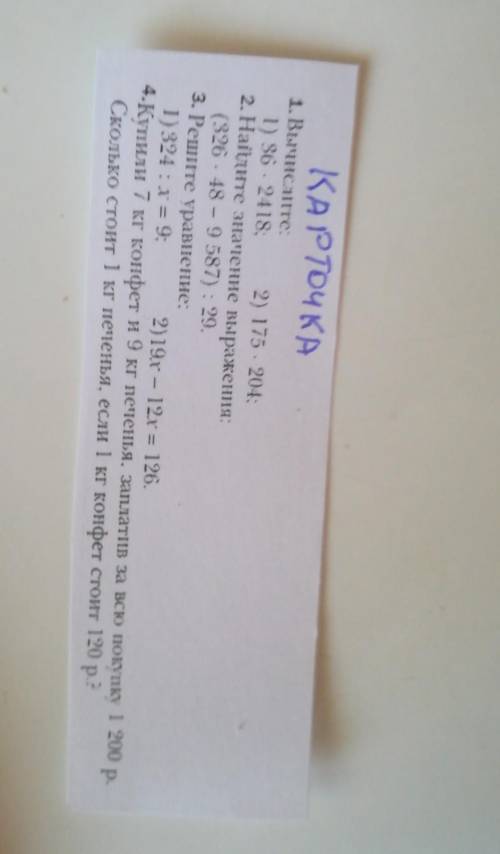 КАРТОЧКА
1. Вычислите:
1) 36 · 2418; 2) 175 · 204;
2. Найдите значение выражения:
(326 · 48 – 9 587) : 29.
3. Решите уравнение:
1) 324 : x = 9; 2) 19x – 12x = 126.
4. Купили 7 кг конфет и 9 кг печенья, заплатив за всю покупку 1 200 р.
Сколько стоит 1 кг печенья, если 1 кг конфет стоит 120 р.?